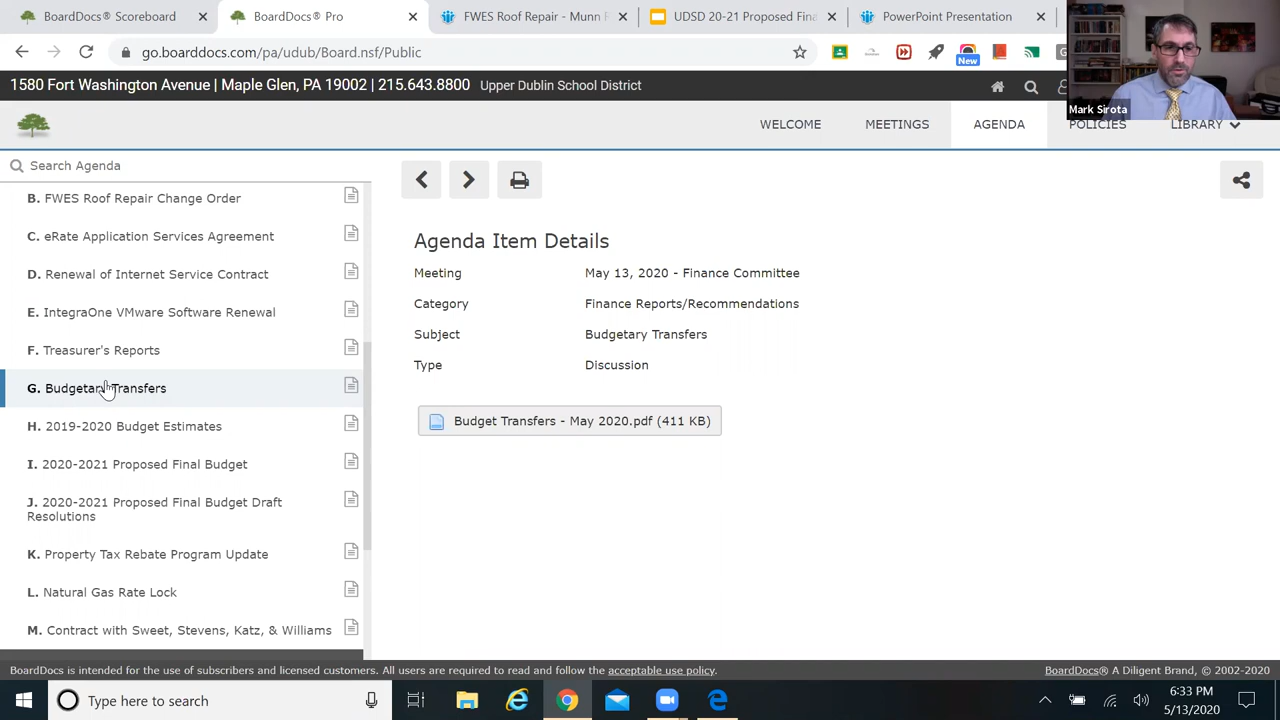 BoardDocs® Scoreboard
BoardDocs® Pro
FWES Roof Repair - Munn R
UDSD 20-21 Proposed Fi
PowerPoint Presentation
go.boarddocs.com/pa/udub/Board.nsf/Public
New
1580 Fort Washington Avenue | Maple Glen, PA 19002 | 215.643.8800 Upper Dublin School District
Mark Sirota
WELCOME
MEETINGS
AGENDA
POLICIES
LIBRARY
Search Agenda
B. FWES Roof Repair Change Order
C. eRate Application Services Agreement
D. Renewal of Internet Service Contract
E. IntegraOne VMware Software Renewal
F. Treasurer's Reports
G. Budgetary Transfers
H. 2019-2020 Budget Estimates
I. 2020-2021 Proposed Final Budget
J. 2020-2021 Proposed Final Budget Draft
Resolutions
K. Property Tax Rebate Program Update
L. Natural Gas Rate Lock
M. Contract with Sweet, Stevens, Katz, & Williams
Agenda Item Details
Meeting May 13, 2020 - Finance Committee
Category Finance Reports/Recommendations
Subject Budgetary Transfers
Type Discussion
Budget Transfers - May 2020.pdf (411 KB)
BoardDocs is intended for the use of subscribers and licensed customers. All users are required to read and follow the acceptable use policy.
BoardDocs® A Diligent Brand, © 2002-2020
Type here to search
6:33 PM
5/13/2020